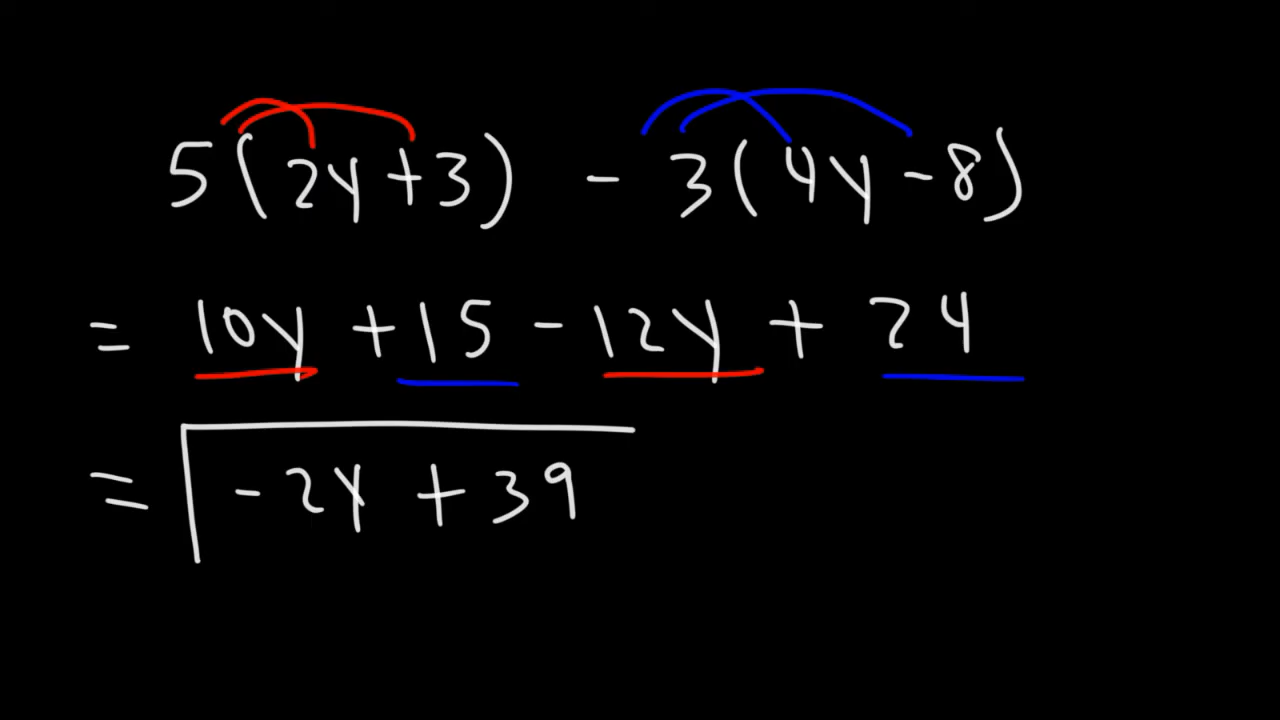 5(2y+3) - 3(4y-8)
= 10y + 15 - 12y + 24
= -2y + 39